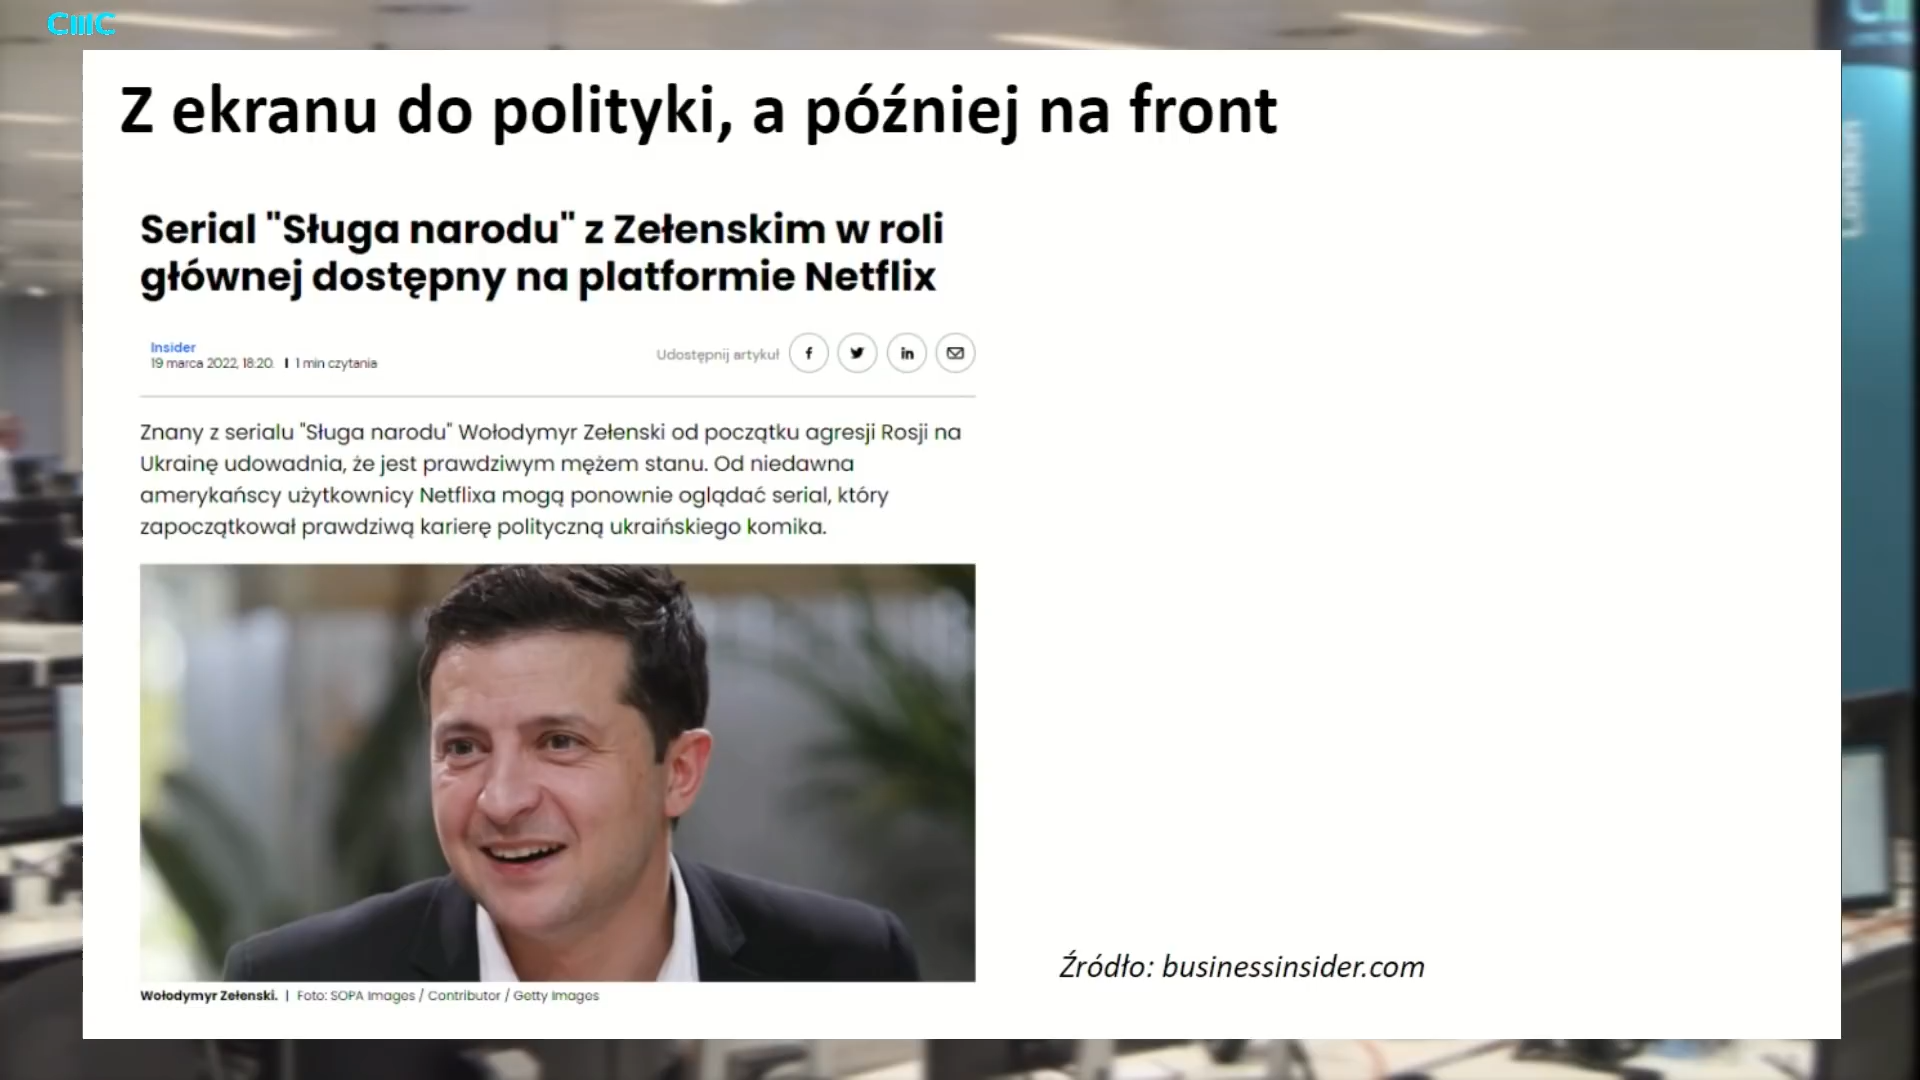 CIIIC
Z ekranu do polityki, a później na front
Serial "Sługa narodu" z Zełenskim w roli
głównej dostępny na platformie Netflix
Insider
19 marca 2022, 18:20. | 1 min czytania
Udostępnij artykuł
Znany z serialu "Sługa narodu" Wołodymyr Zełenski od początku agresji Rosji na
Ukrainę udowadnia, że jest prawdziwym mężem stanu. Od niedawna
amerykańscy użytkownicy Netflixa mogą ponownie oglądać serial, który
zapoczątkował prawdziwą karierę polityczną ukraińskiego komika.
Wołodymyr Zełenski. | Foto: SOPA Images / Contributor / Getty Images
Źródło: businessinsider.com